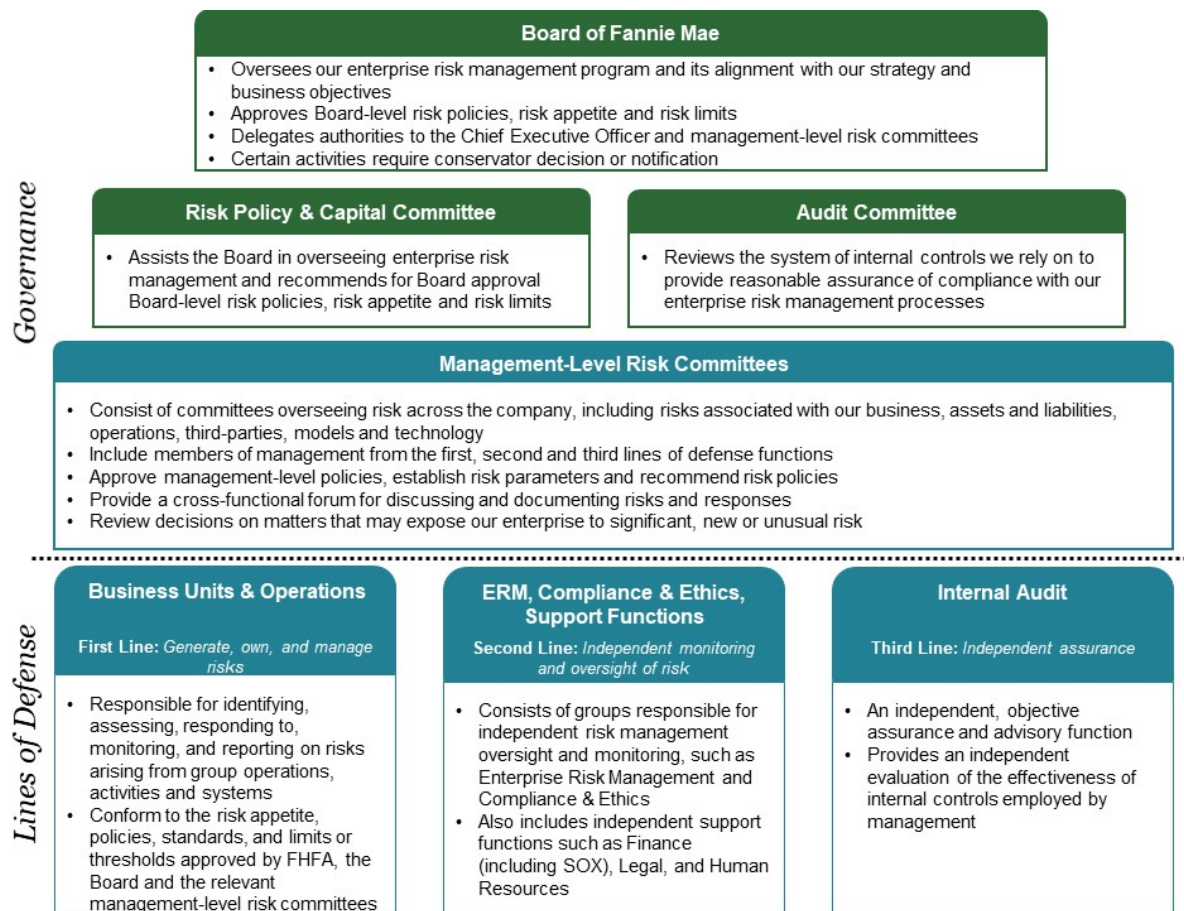 Board of Fannie Mae
• Oversees our enterprise risk management program and its alignment with our strategy and
business objectives
• Approves Board-level risk policies, risk appetite and risk limits
• Delegates authorities to the Chief Executive Officer and management-level risk committees
• Certain activities require conservator decision or notification
Governance
Risk Policy & Capital Committee
• Assists the Board in overseeing enterprise risk
management and recommends for Board approval
Board-level risk policies, risk appetite and risk limits
Audit Committee
• Reviews the system of internal controls we rely on to
provide reasonable assurance of compliance with our
enterprise risk management processes
Management-Level Risk Committees
• Consist of committees overseeing risk across the company, including risks associated with our business, assets and liabilities,
operations, third-parties, models and technology
• Include members of management from the first, second and third lines of defense functions
• Approve management-level policies, establish risk parameters and recommend risk policies
• Provide a cross-functional forum for discussing and documenting risks and responses
• Review decisions on matters that may expose our enterprise to significant, new or unusual risk
Lines of Defense
Business Units & Operations
First Line: Generate, own, and manage
risks
• Responsible for identifying,
assessing, responding to,
monitoring, and reporting on risks
arising from group operations,
activities and systems
• Conform to the risk appetite,
policies, standards, and limits or
thresholds approved by FHFA, the
Board and the relevant
management-level risk committees
ERM, Compliance & Ethics,
Support Functions
Second Line: Independent monitoring
and oversight of risk
• Consists of groups responsible for
independent risk management
oversight and monitoring, such as
Enterprise Risk Management and
Compliance & Ethics
• Also includes independent support
functions such as Finance
(including SOX), Legal, and Human
Resources
Internal Audit
Third Line: Independent assurance
• An independent, objective
assurance and advisory function
• Provides an independent
evaluation of the effectiveness of
internal controls employed by
management